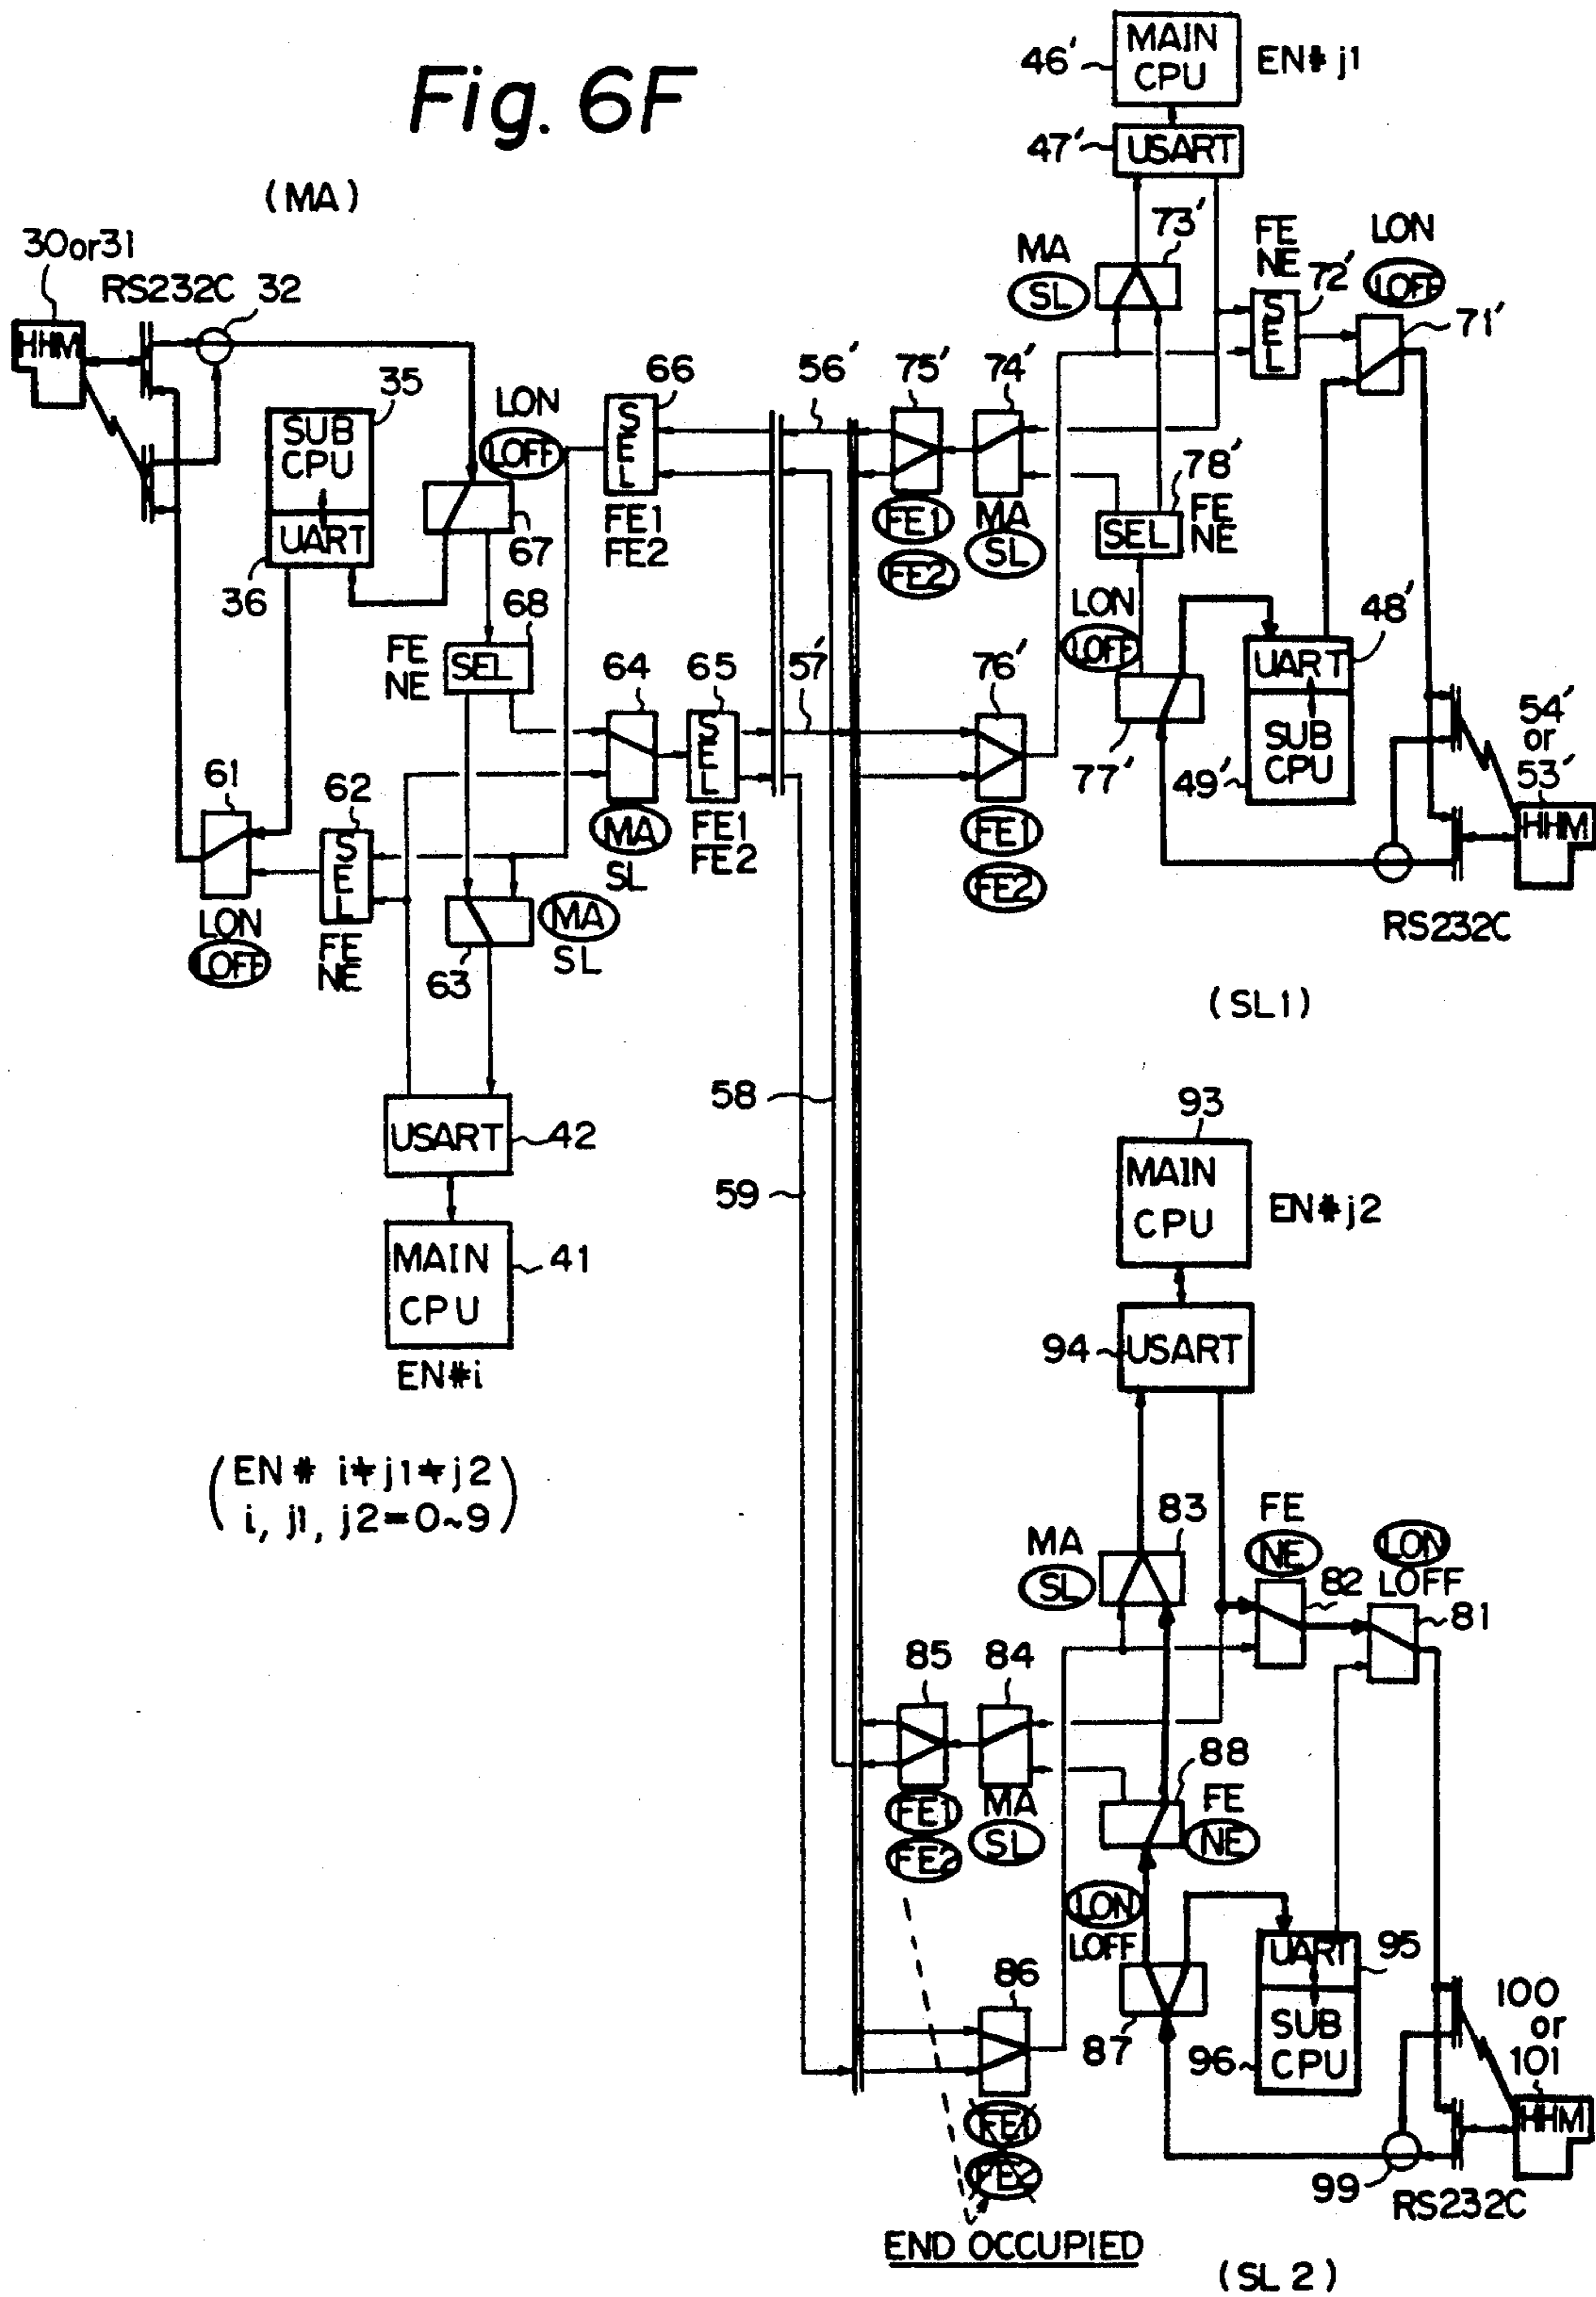 Fig. 6F
(MA)
30or31
RS232C
32
HHM
35
SUB
CPU
UART
36
LON
LOFF
67
66
SEL
FE1
FE2
68
FE
NE
SEL
64
MA
SL
65
SEL
FE1
FE2
61
LON
LOFF
62
SEL
FE
NE
63
MA
SL
USART
42
MAIN
CPU
41
EN#i
(EN# i≠j1≠j2
i, j1, j2=0~9)
56'
57'
58
59
46'
MAIN
CPU
EN# j1
47'
USART
73'
MA
SL
FE
NE
72'
SEL
LON
LOFF
71'
75'
FE1
FE2
74'
MA
SL
78'
SEL
FE
NE
LON
LOFF
77'
76'
FE1
FE2
48'
UART
SUB
CPU
49'
54'
or
53'
HHM
RS232C
(SL1)
93
MAIN
CPU
EN#j2
94
USART
83
MA
SL
FE
NE
82
LON
LOFF
81
85
FE1
FE2
84
MA
SL
88
FE
NE
LON
LOFF
87
86
FE1
FE2
UART
95
SUB
CPU
96
100
or
101
HHM
99
RS232C
END OCCUPIED
(SL2)